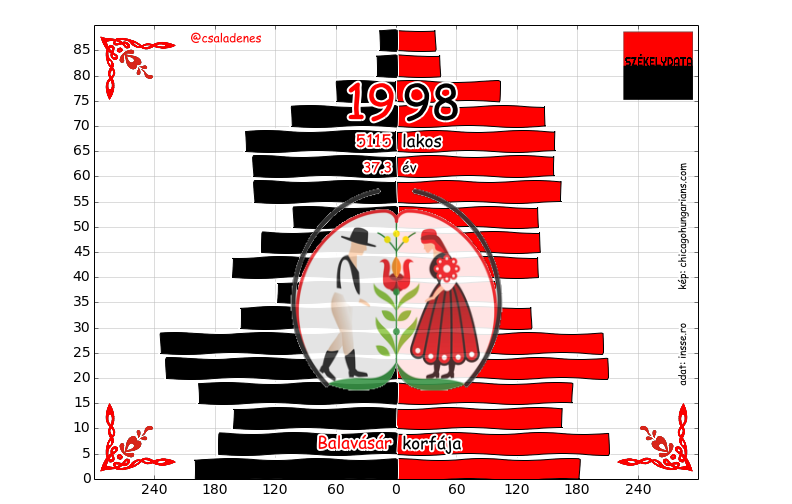 @csaladenes
SZÉKELYDATA
1998
5115 lakos
37.3 év
kép: chicagohungarians.com
adat: insse.ro
Balavásár korfája
85
80
75
70
65
60
55
50
45
40
35
30
25
20
15
10
5
0
240 180 120 60 0 60 120 180 240